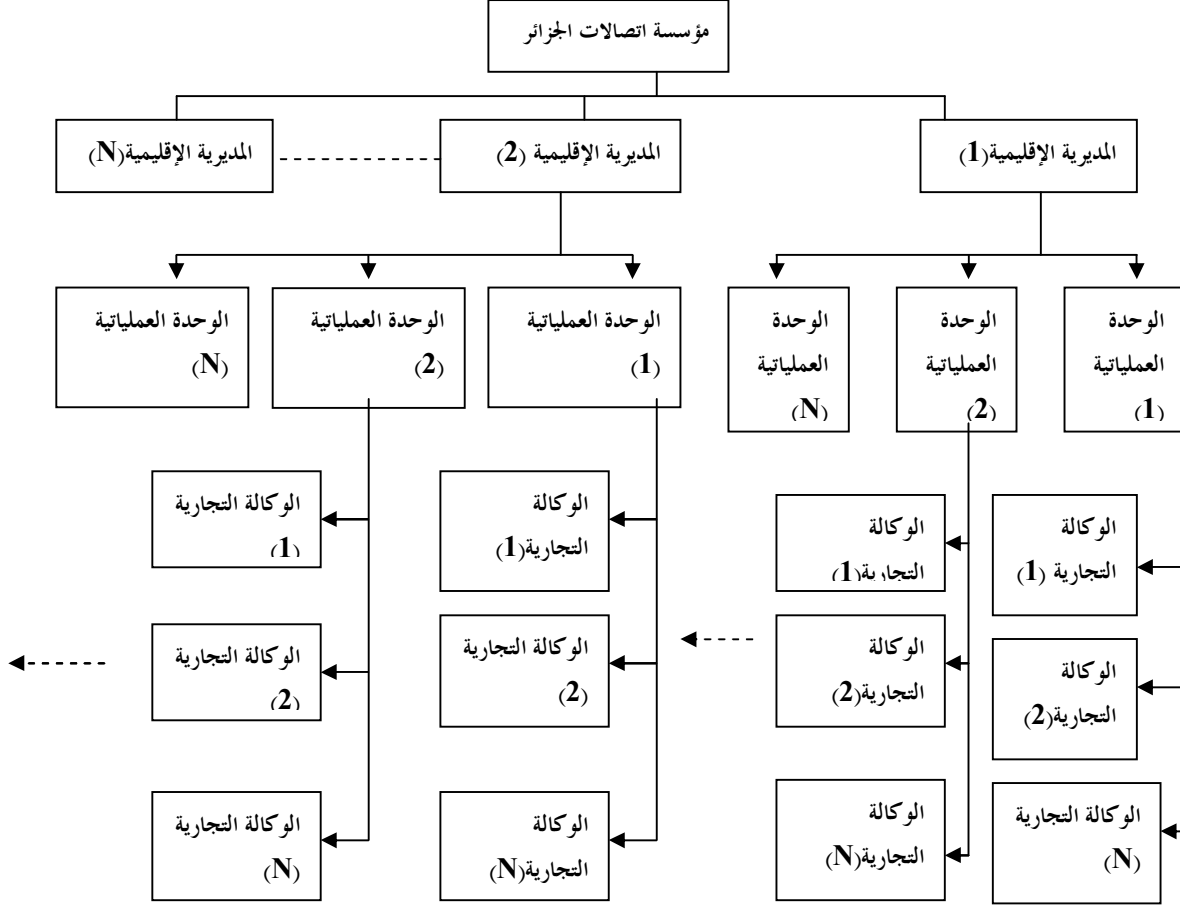 مؤسسة اتصالات الجزائر
المديرية الإقليمية(1)
المديرية الإقليمية (2)
المديرية الإقليمية(N)
الوحدة
العملياتية
(1)
الوحدة
العملياتية
(2)
الوحدة
العملياتية
(N)
الوحدة العملياتية
(1)
الوحدة العملياتية
(2)
الوحدة العملياتية
(N)
الوكالة
التجارية (1)
الوكالة
التجارية(2)
الوكالة التجارية
(N)
الوكالة
التجارية(1)
الوكالة
التجارية(2)
الوكالة
التجارية(N)
الوكالة
التجارية(1)
الوكالة التجارية
(2)
الوكالة
التجارية(N)
الوكالة التجارية
(1)
الوكالة التجارية
(2)
الوكالة التجارية
(N)